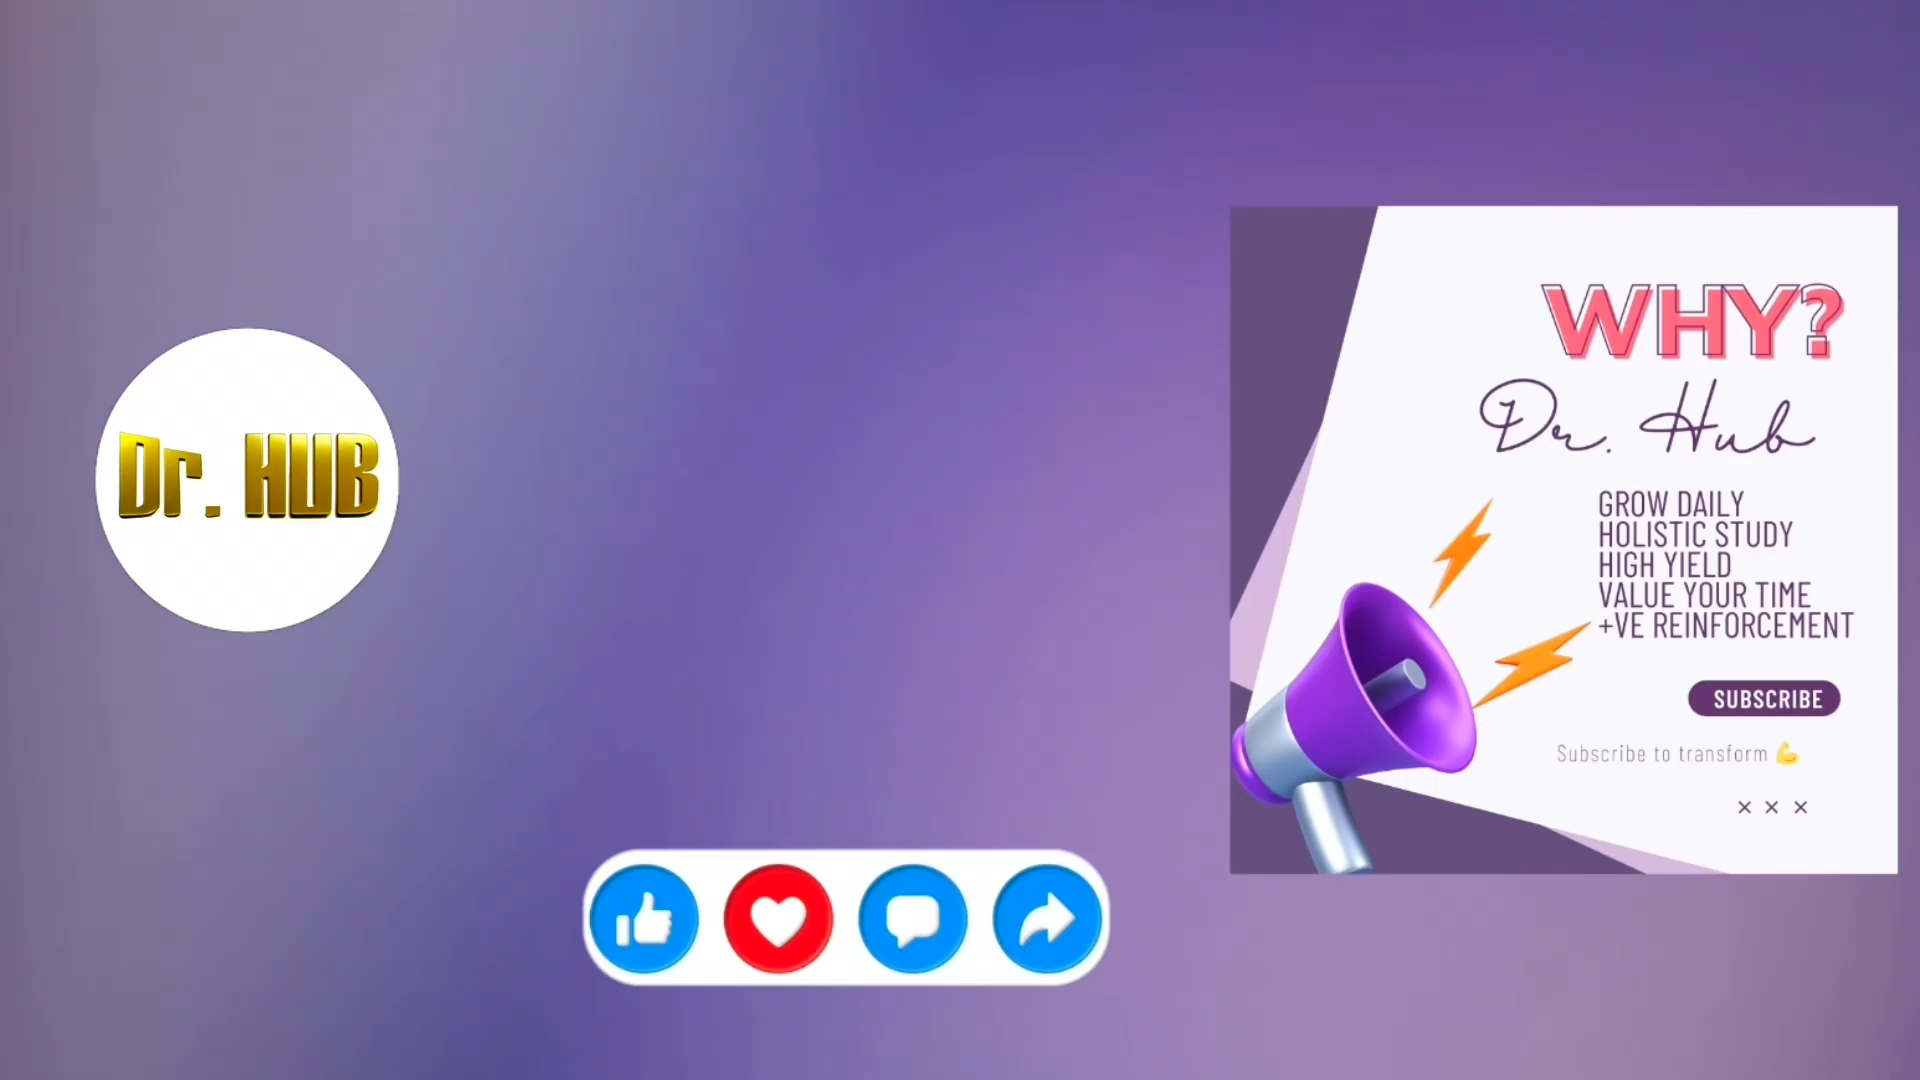 Dr. HUB
WHY?
Dr. Hub
GROW DAILY
HOLISTIC STUDY
HIGH YIELD
VALUE YOUR TIME
+VE REINFORCEMENT
SUBSCRIBE
Subscribe to transform 💪
× × ×